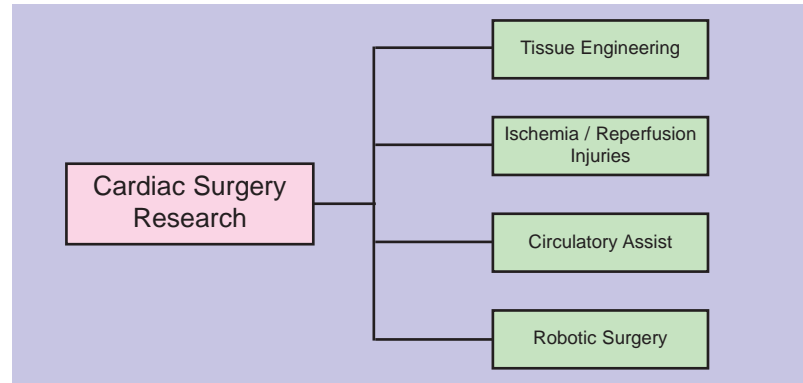 Tissue Engineering
Ischemia / Reperfusion
Injuries
Cardiac Surgery
Research
Circulatory Assist
Robotic Surgery